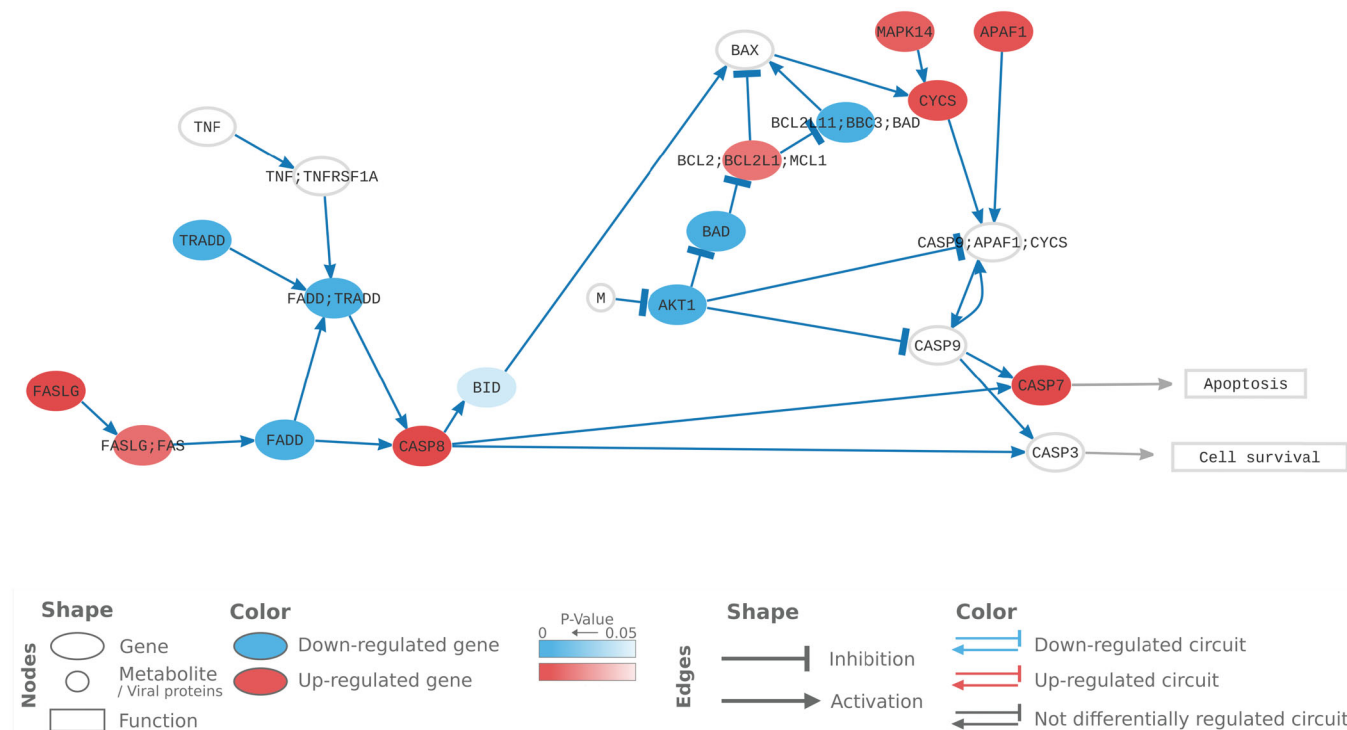 MAPK14
APAF1
BAX
CYCS
TNF
BCL2L11;BBC3;BAD
BCL2;BCL2L1;MCL1
TNF;TNFRSF1A
TRADD
BAD
CASP9;APAF1;CYCS
FADD;TRADD
M
AKT1
CASP9
BID
FASLG
CASP7
Apoptosis
FASLG;FAS
FADD
CASP8
CASP3
Cell survival
Nodes
Shape
Gene
Metabolite
/ Viral proteins
Function
Color
Down-regulated gene
Up-regulated gene
P-Value
0 0.05
Edges
Shape
Inhibition
Activation
Color
Down-regulated circuit
Up-regulated circuit
Not differentially regulated circuit